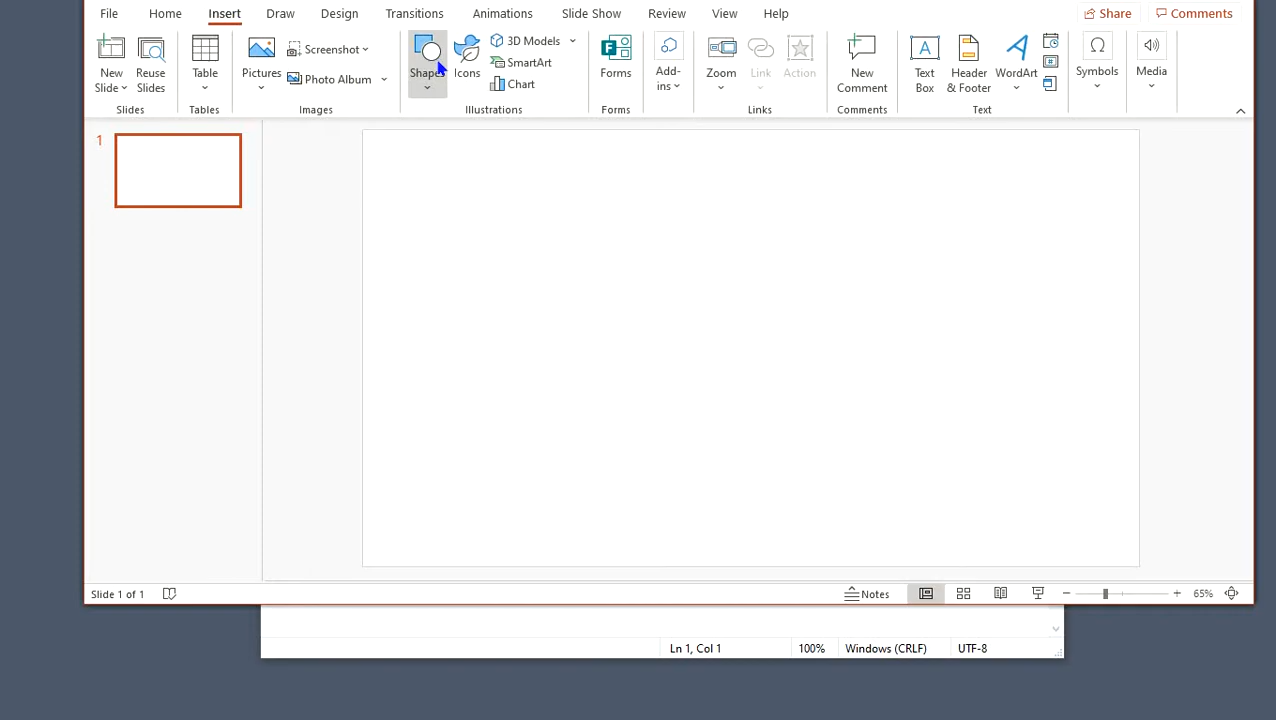 File Home Insert Draw Design Transitions Animations Slide Show Review View Help Share Comments
New Slide
Reuse Slides
Table
Pictures
Screenshot
Photo Album
Shapes
Icons
3D Models
SmartArt
Chart
Forms
Add-ins
Zoom
Link
Action
New Comment
Text Box
Header & Footer
WordArt
Symbols
Media
Slides Tables Images Illustrations Forms Links Comments Text
1
Slide 1 of 1 Notes 65%
Ln 1, Col 1 100% Windows (CRLF) UTF-8